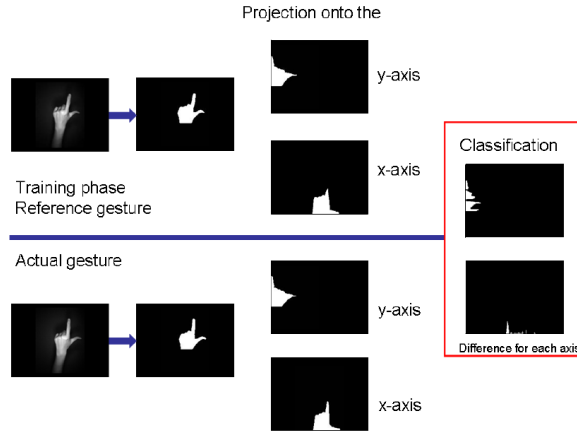 Projection onto the
y-axis
x-axis
Training phase
Reference gesture
Classification
Actual gesture
y-axis
x-axis
Difference for each axis